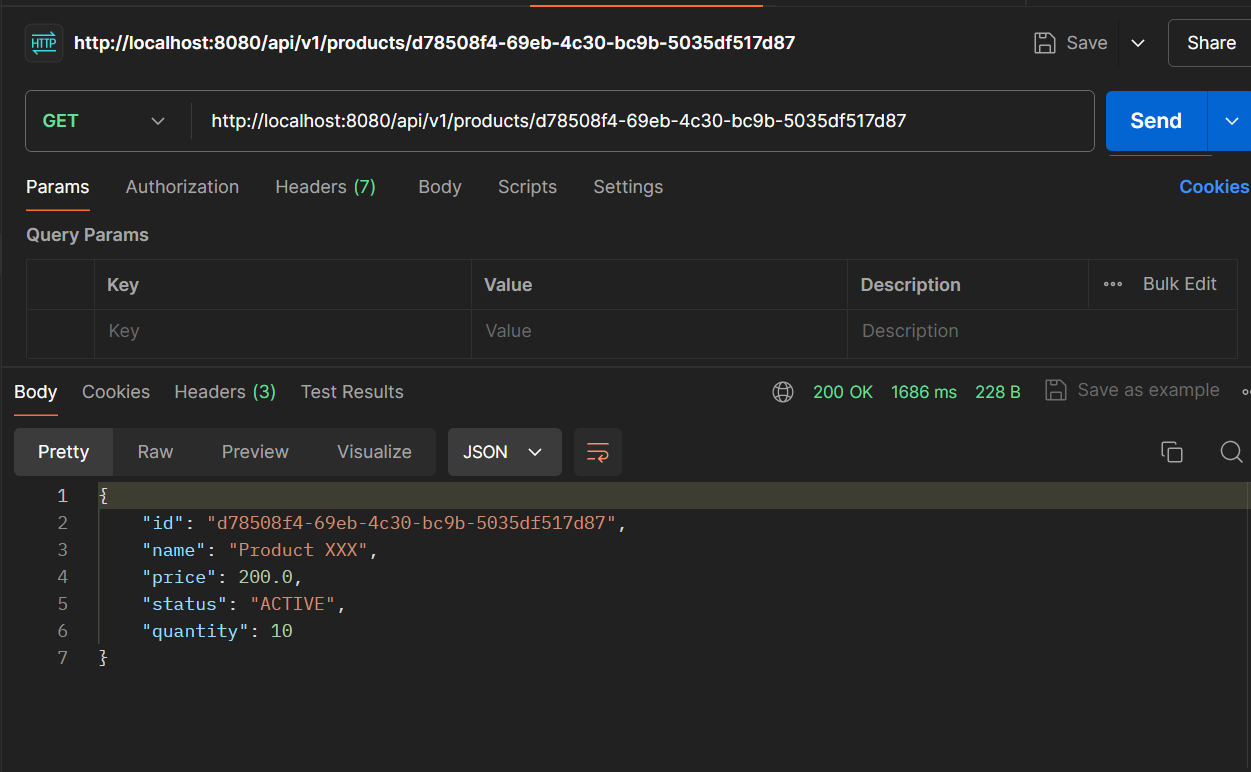 HTTP http://localhost:8080/api/v1/products/d78508f4-69eb-4c30-bc9b-5035df517d87 Save Share
GET http://localhost:8080/api/v1/products/d78508f4-69eb-4c30-bc9b-5035df517d87 Send
Params Authorization Headers (7) Body Scripts Settings Cookies
Query Params
Key Value Description Bulk Edit
Key Value Description
Body Cookies Headers (3) Test Results 200 OK 1686 ms 228 B Save as example
Pretty Raw Preview Visualize JSON
1 {
2 "id": "d78508f4-69eb-4c30-bc9b-5035df517d87",
3 "name": "Product XXX",
4 "price": 200.0,
5 "status": "ACTIVE",
6 "quantity": 10
7 }